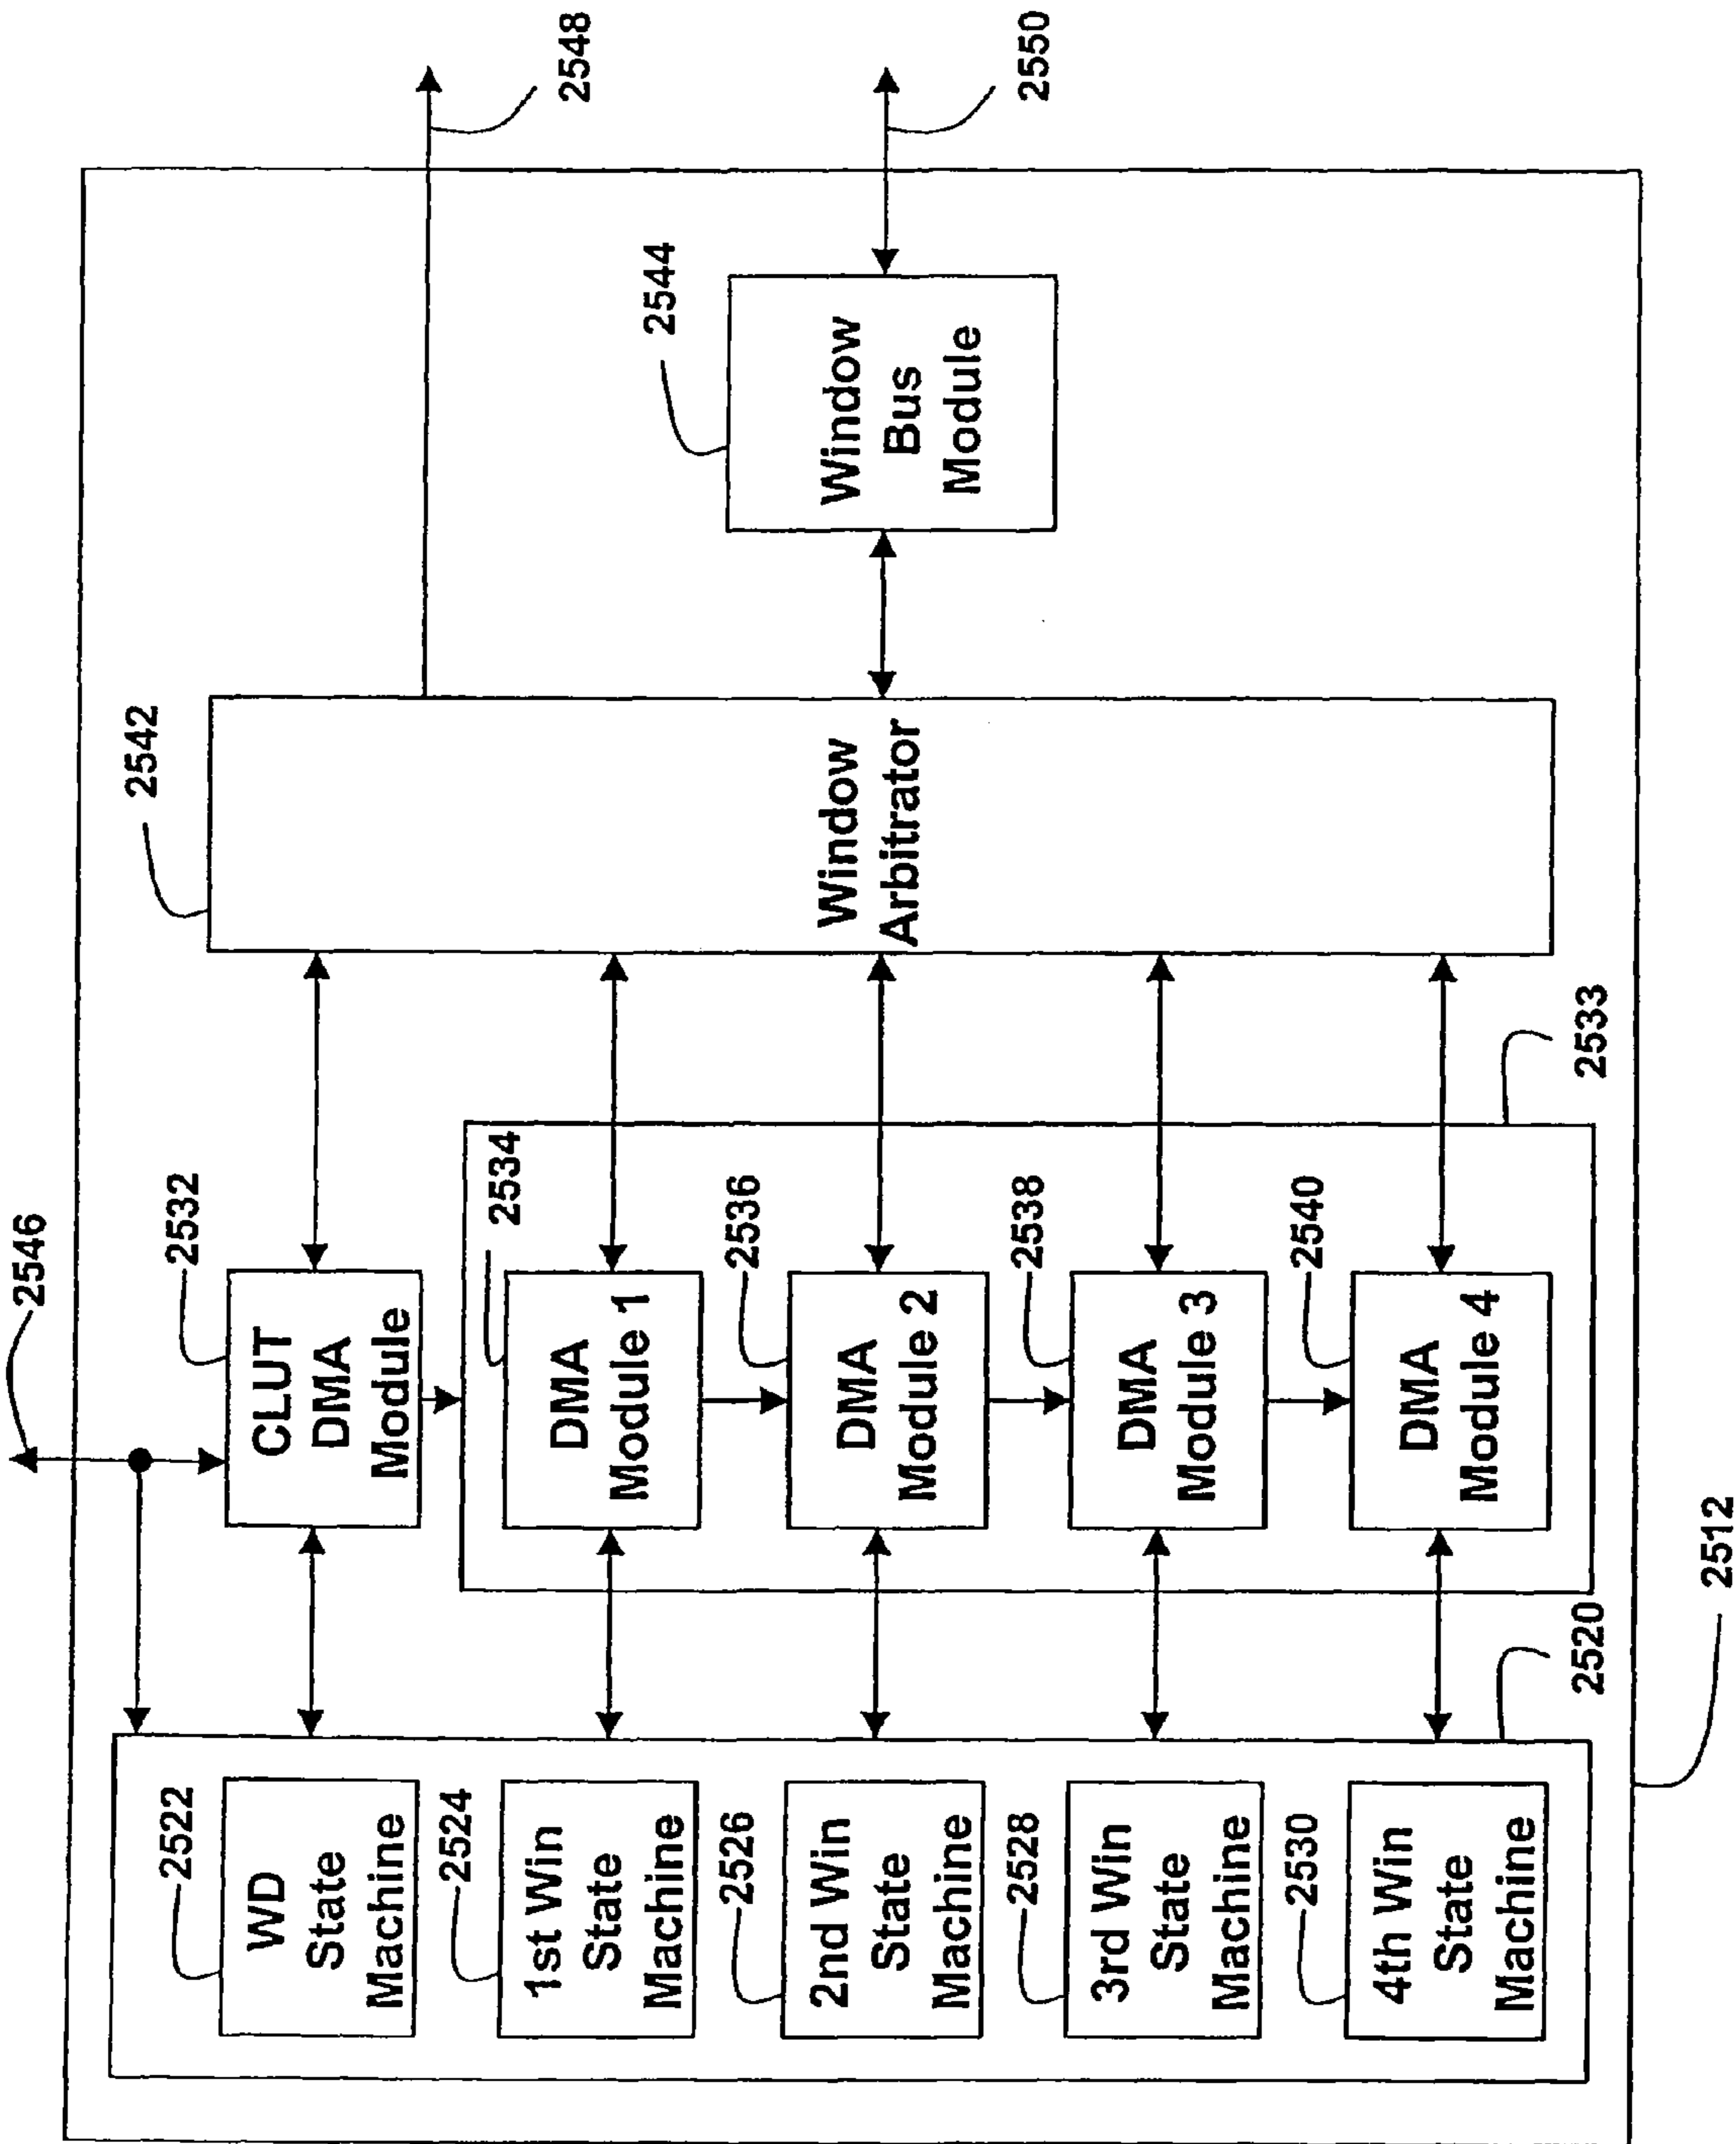 2546
2548
2532
2542
CLUT
DMA
Module
2522
WD
State
Machine
2534
2524
DMA
Module 1
1st Win
State
Machine
2544
Window
Bus
Module
2550
Window
Arbitrator
2536
2526
DMA
Module 2
2nd Win
State
Machine
2538
2528
DMA
Module 3
3rd Win
State
Machine
2540
2530
DMA
Module 4
4th Win
State
Machine
2533
2520
2512